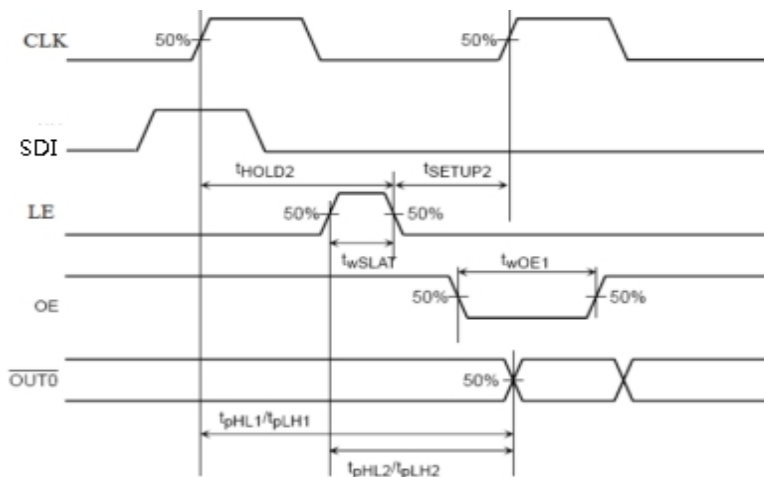 CLK
50%
50%
SDI
tHOLD2
tSETUP2
LE
50%
50%
twSLAT
twOE1
OE
50%
50%
OUT0
50%
tpHL1/tpLH1
tpHL2/tpLH2